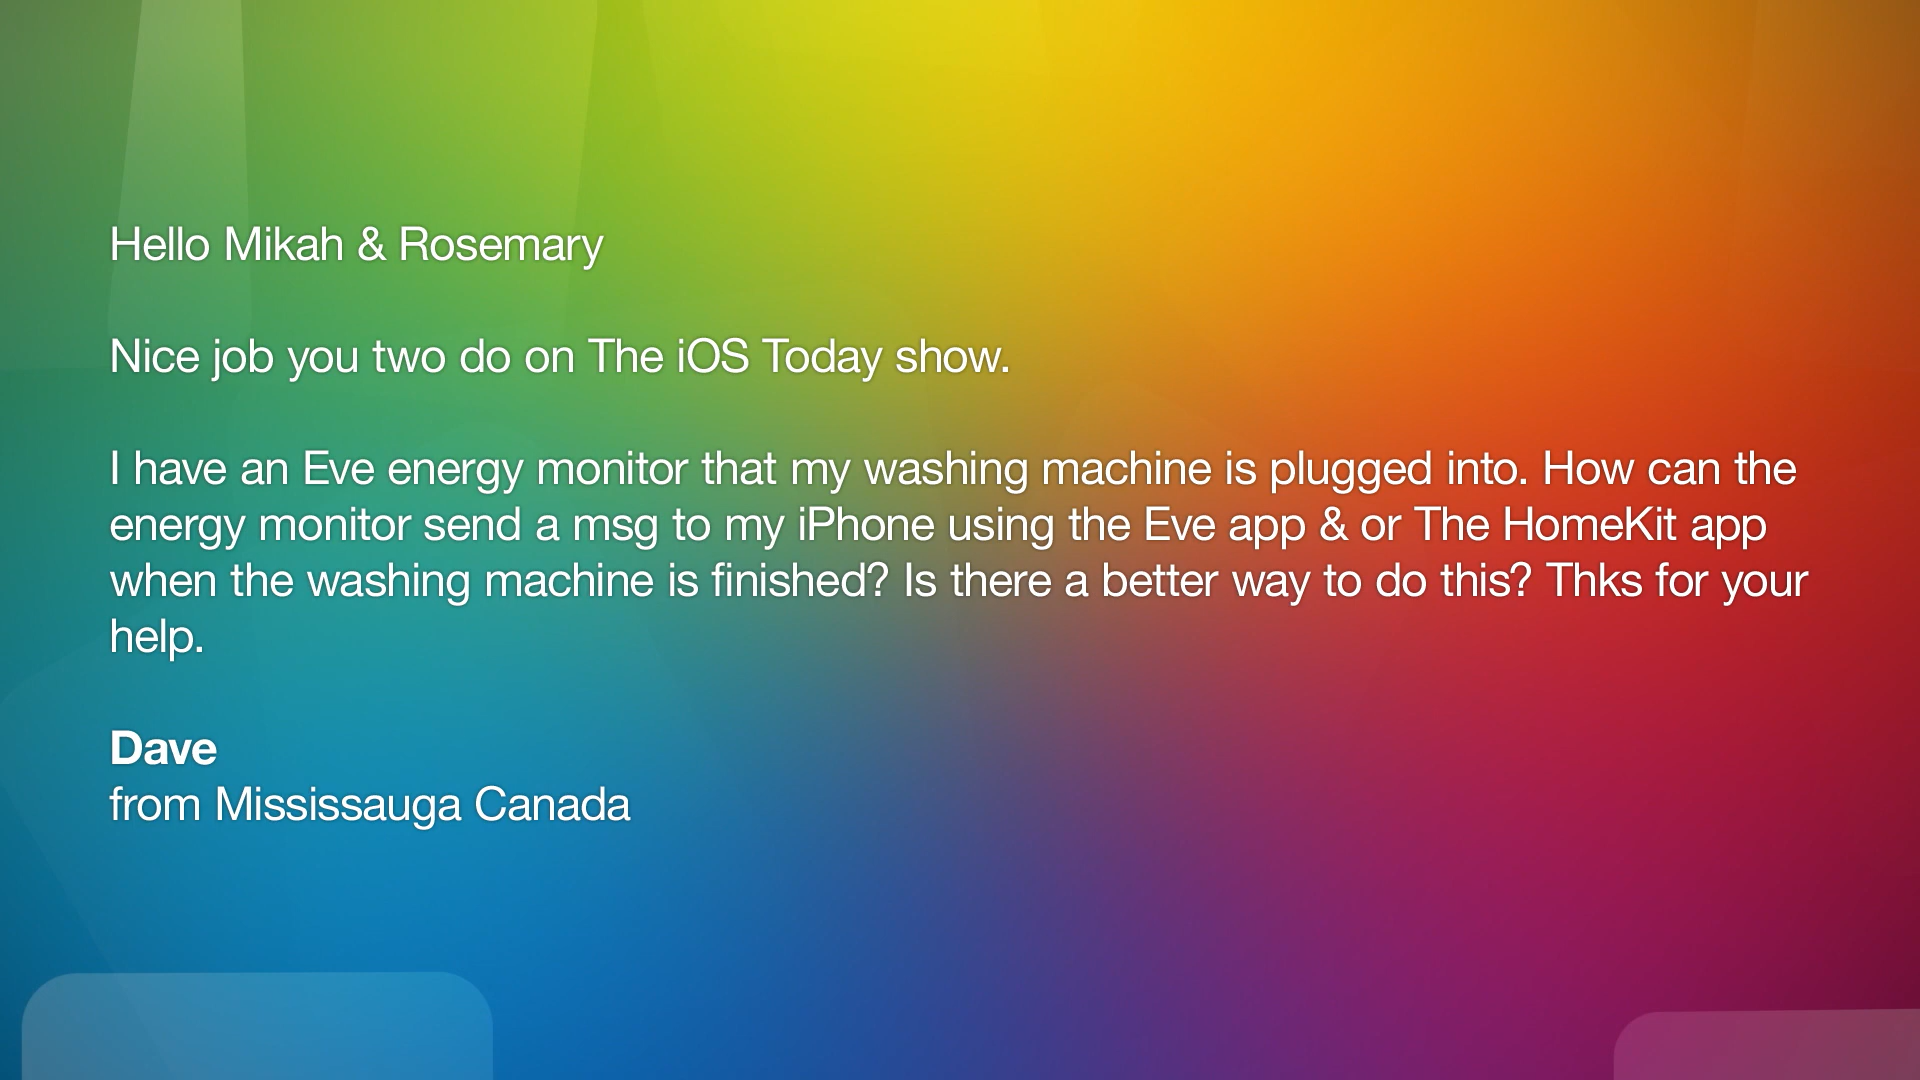 Hello Mikah & Rosemary
Nice job you two do on The iOS Today show.
I have an Eve energy monitor that my washing machine is plugged into. How can the
energy monitor send a msg to my iPhone using the Eve app & or The HomeKit app
when the washing machine is finished? Is there a better way to do this? Thks for your
help.
Dave
from Mississauga Canada